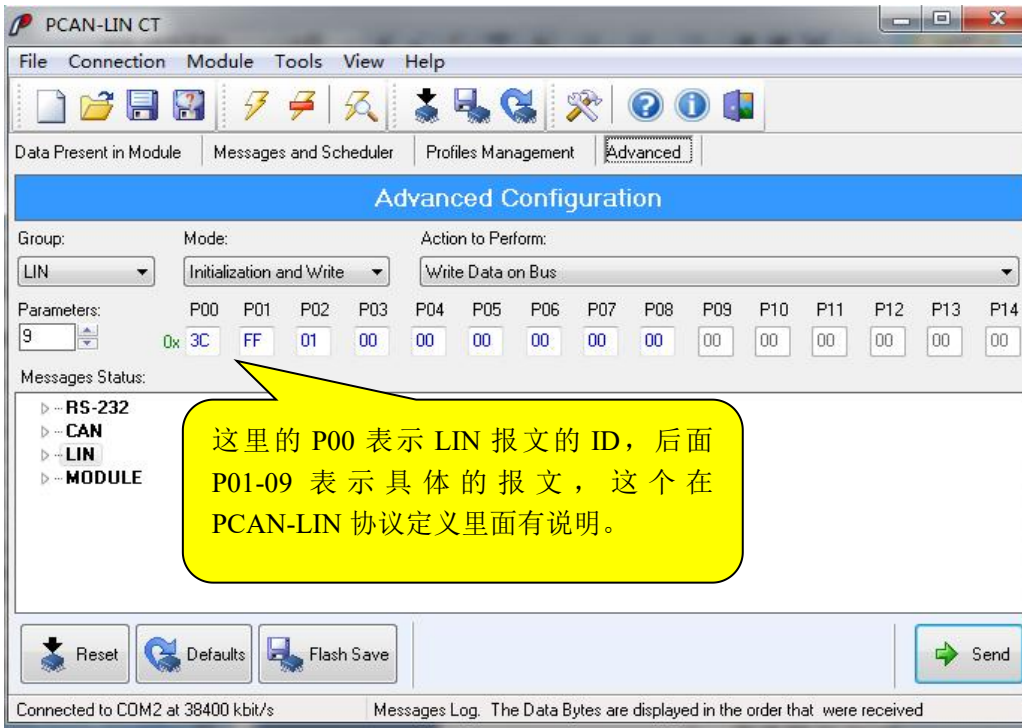 PCAN-LIN CT
File Connection Module Tools View Help
Data Present in Module Messages and Scheduler Profiles Management Advanced
Advanced Configuration
Group: Mode: Action to Perform:
LIN Initialization and Write Write Data on Bus
Parameters: P00 P01 P02 P03 P04 P05 P06 P07 P08 P09 P10 P11 P12 P13 P14
9 0x 3C FF 01 00 00 00 00 00 00 00 00 00 00 00 00
Messages Status:
RS-232
CAN
LIN
MODULE
这里的 P00 表示 LIN 报文的 ID，后面
P01-09 表示具体的报文，这个在
PCAN-LIN 协议定义里面有说明。
Reset Defaults Flash Save Send
Connected to COM2 at 38400 kbit/s Messages Log. The Data Bytes are displayed in the order that were received